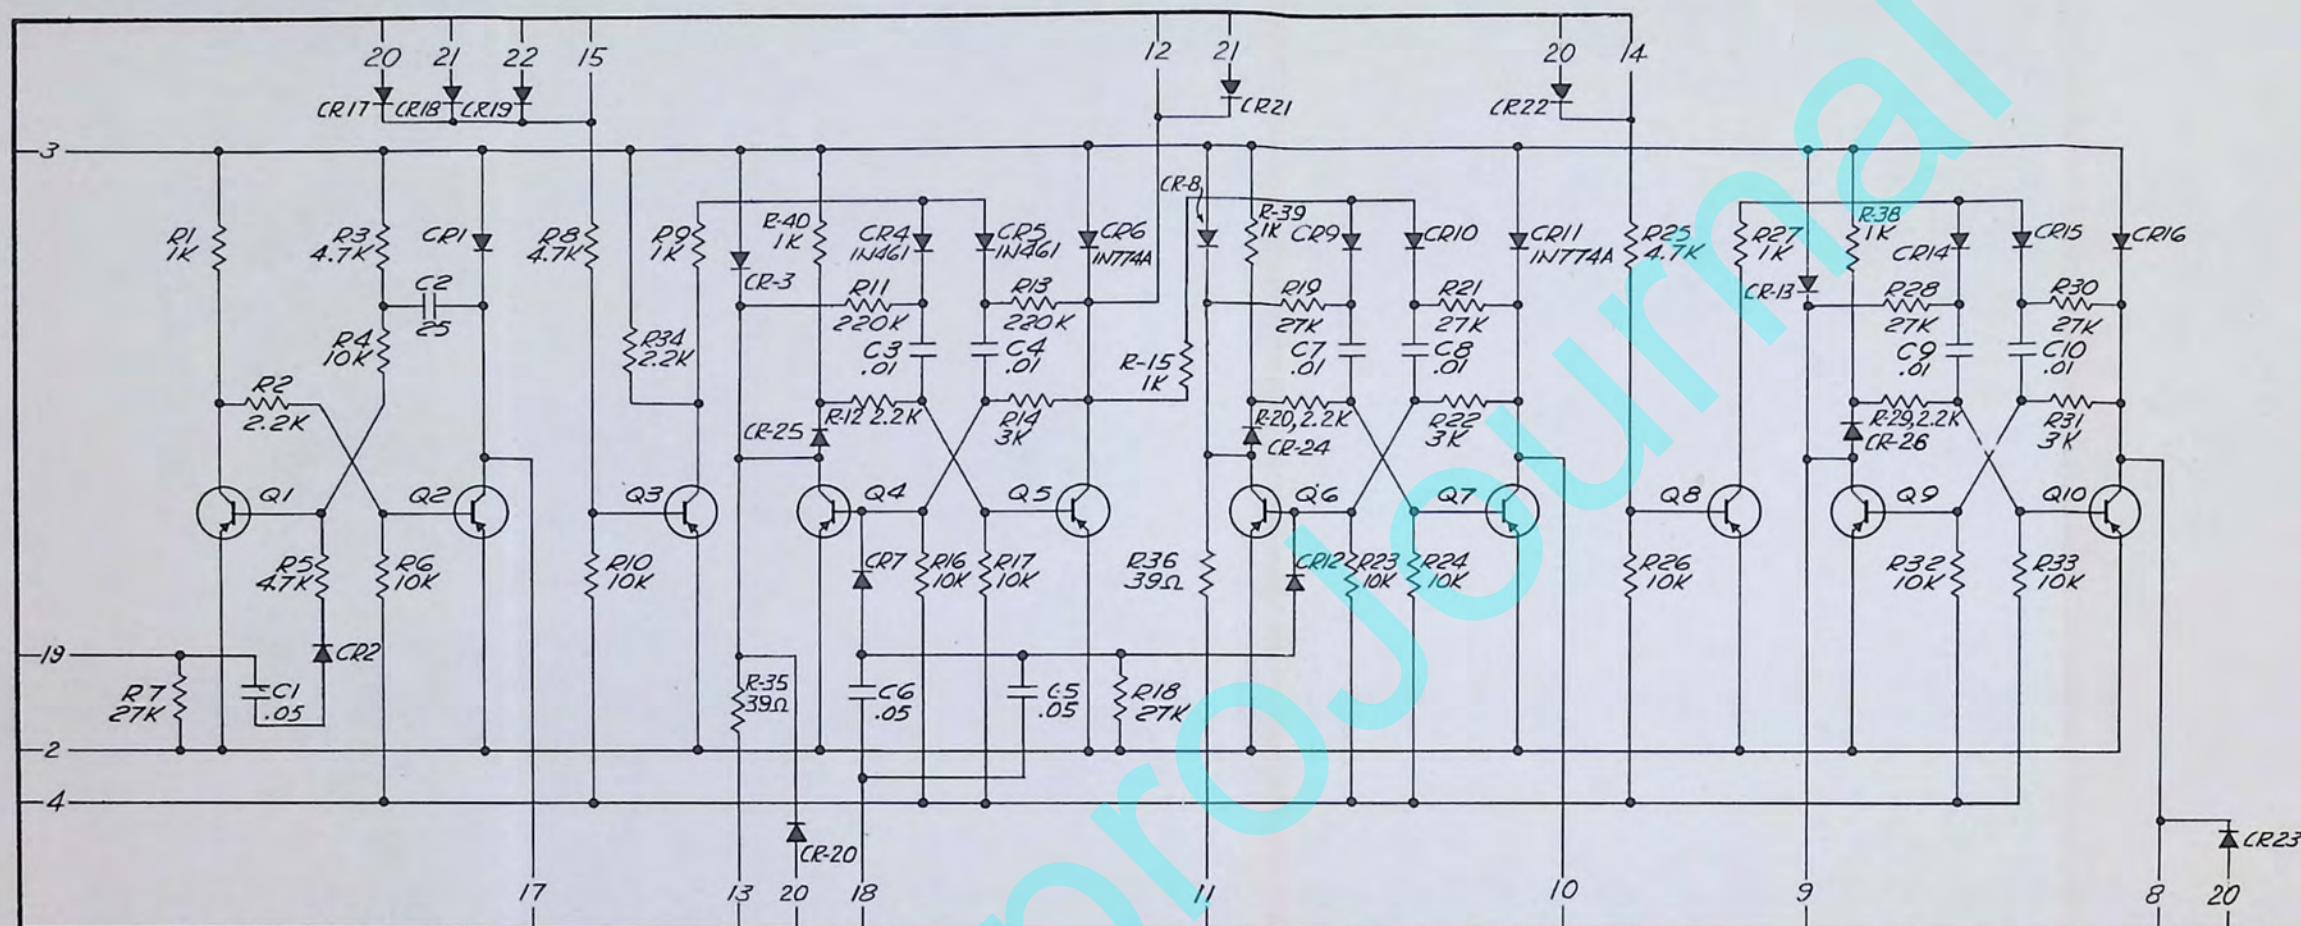 20 21 22 15 12 21 20 14
CR17 CR18 CR19 CR21 CR22
3
CR-8
R1 1K
R3 4.7K
CR1
R8 4.7K
R9 1K
R-40 1K
CR4 1N461
CR5 1N461
CR6 1N774A
R-39 1K
CR9
CR10
CR11 1N774A
R25 4.7K
R27 1K
R-38 1K
CR14
CR15
CR16
C2 25
CR-3
R11 220K
R13 220K
R19 27K
R21 27K
CR-13
R28 27K
R30 27K
R4 10K
R34 2.2K
C3 .01
C4 .01
R-15 1K
C7 .01
C8 .01
C9 .01
C10 .01
R2 2.2K
R-12 2.2K
R14 3K
R-20, 2.2K
R22 3K
R-29, 2.2K
R31 3K
CR-25
CR-24
CR-26
Q1 Q2 Q3 Q4 Q5 Q6 Q7 Q8 Q9 Q10
R5 4.7K
R6 10K
R10 10K
CR7
R16 10K
R17 10K
R36 39Ω
CR12
R23 10K
R24 10K
R26 10K
R32 10K
R33 10K
19
CR2
R7 27K
C1 .05
R-35 39Ω
C6 .05
C5 .05
R18 27K
2
4
CR-20
CR23
17 13 20 18 11 10 9 8 20
proJournal